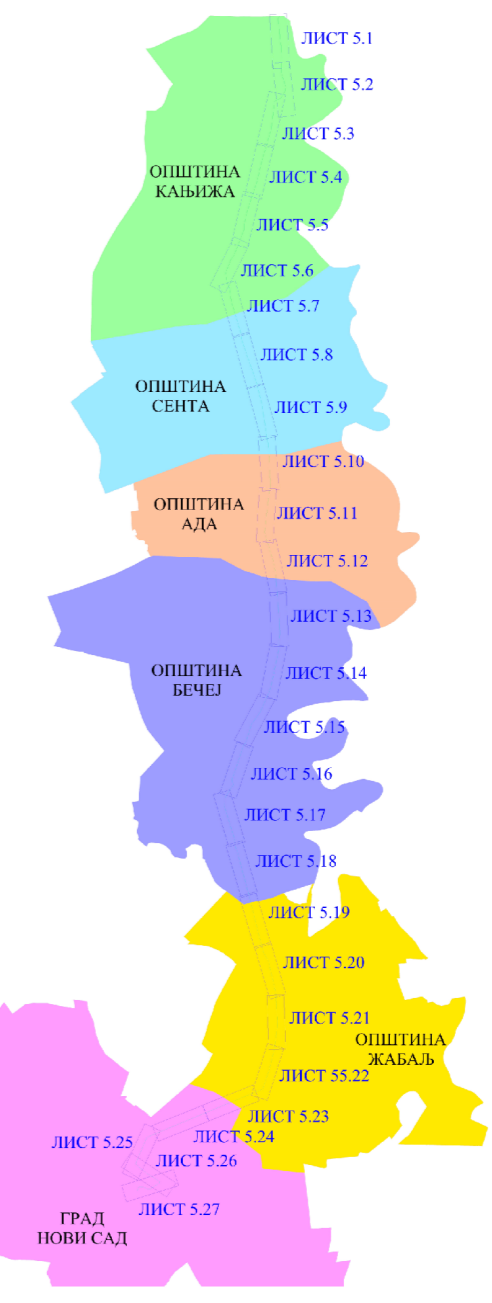 ЛИСТ 5.1
ЛИСТ 5.2
ЛИСТ 5.3
ОПШТИНА
КАЊИЖА
ЛИСТ 5.4
ЛИСТ 5.5
ЛИСТ 5.6
ЛИСТ 5.7
ЛИСТ 5.8
ОПШТИНА
СЕНТА
ЛИСТ 5.9
ЛИСТ 5.10
ОПШТИНА
АДА
ЛИСТ 5.11
ЛИСТ 5.12
ЛИСТ 5.13
ОПШТИНА
БЕЧЕЈ
ЛИСТ 5.14
ЛИСТ 5.15
ЛИСТ 5.16
ЛИСТ 5.17
ЛИСТ 5.18
ЛИСТ 5.19
ЛИСТ 5.20
ЛИСТ 5.21
ОПШТИНА
ЖАБАЉ
ЛИСТ 55.22
ЛИСТ 5.23
ЛИСТ 5.24
ЛИСТ 5.25
ЛИСТ 5.26
ЛИСТ 5.27
ГРАД
НОВИ САД